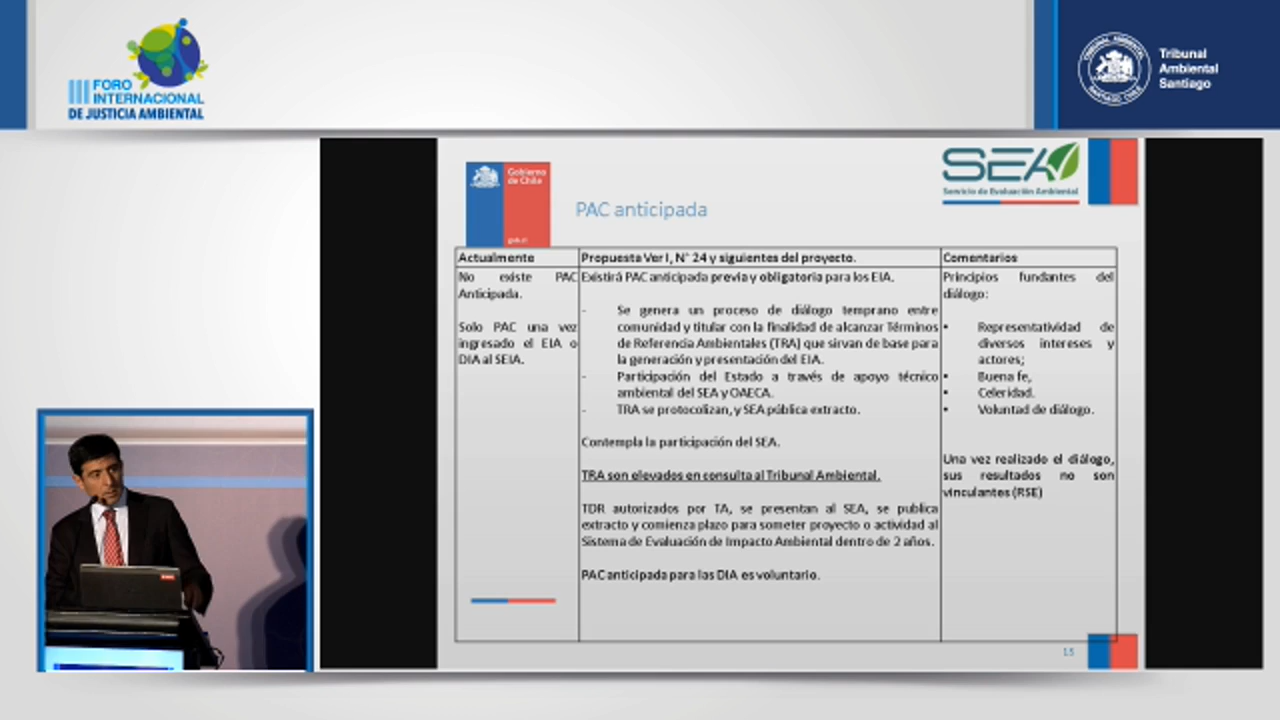 FORO
INTERNACIONAL
DE JUSTICIA AMBIENTAL
Tribunal
Ambiental
Santiago
TRIBUNAL AMBIENTAL
SANTIAGO CHILE
Gobierno
de Chile
gob.cl
SEA
Servicio de Evaluación Ambiental
PAC anticipada
Actualmente
No existe PAC
Anticipada.
Solo PAC una vez
ingresado el EIA o
DIA al SEIA.
Propuesta Ver I, N° 24 y siguientes del proyecto.
Existirá PAC anticipada previa y obligatoria para los EIA.
- Se genera un proceso de diálogo temprano entre
comunidad y titular con la finalidad de alcanzar Términos
de Referencia Ambientales (TRA) que sirvan de base para
la generación y presentación del EIA.
- Participación del Estado a través de apoyo técnico
ambiental del SEA y OAECA.
- TRA se protocolizan, y SEA pública extracto.
Contempla la participación del SEA.
TRA son elevados en consulta al Tribunal Ambiental.
TDR autorizados por TA, se presentan al SEA, se publica
extracto y comienza plazo para someter proyecto o actividad al
Sistema de Evaluación de Impacto Ambiental dentro de 2 años.
PAC anticipada para las DIA es voluntario.
Comentarios
Principios fundantes del
diálogo:
• Representatividad de
diversos intereses y
actores;
• Buena fe,
• Celeridad.
• Voluntad de diálogo.
Una vez realizado el diálogo,
sus resultados no son
vinculantes (RSE)
15